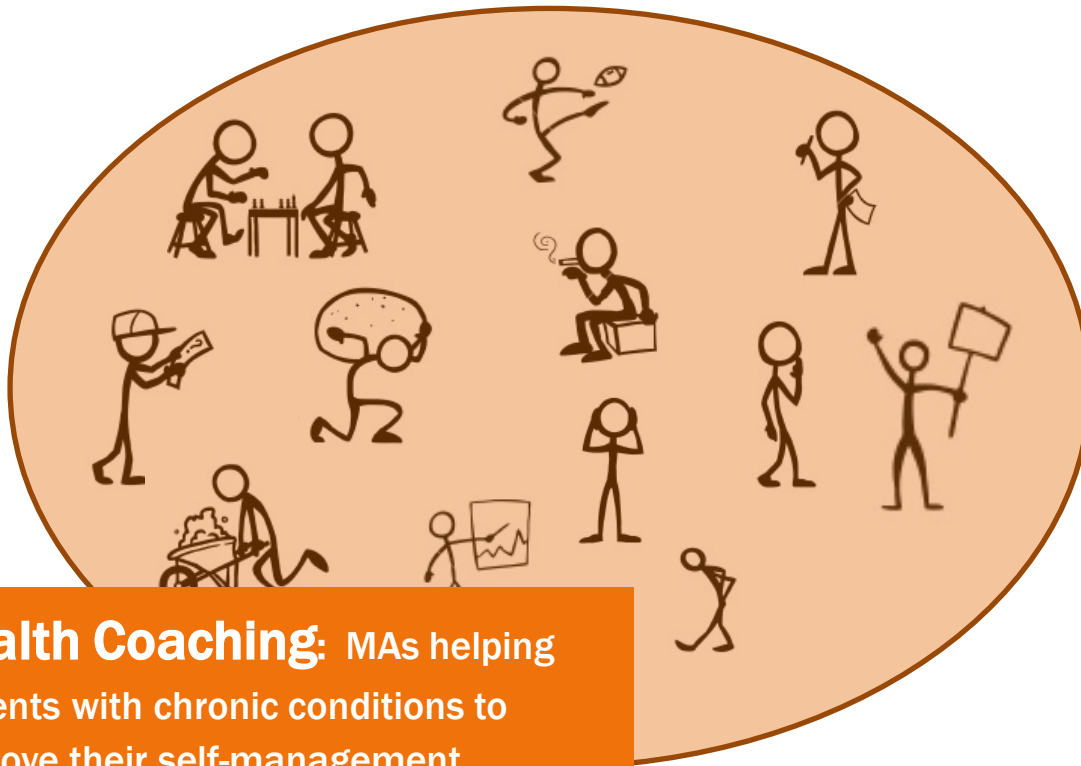 alth Coaching: MAs helping
ents with chronic conditions to
ove their self-management